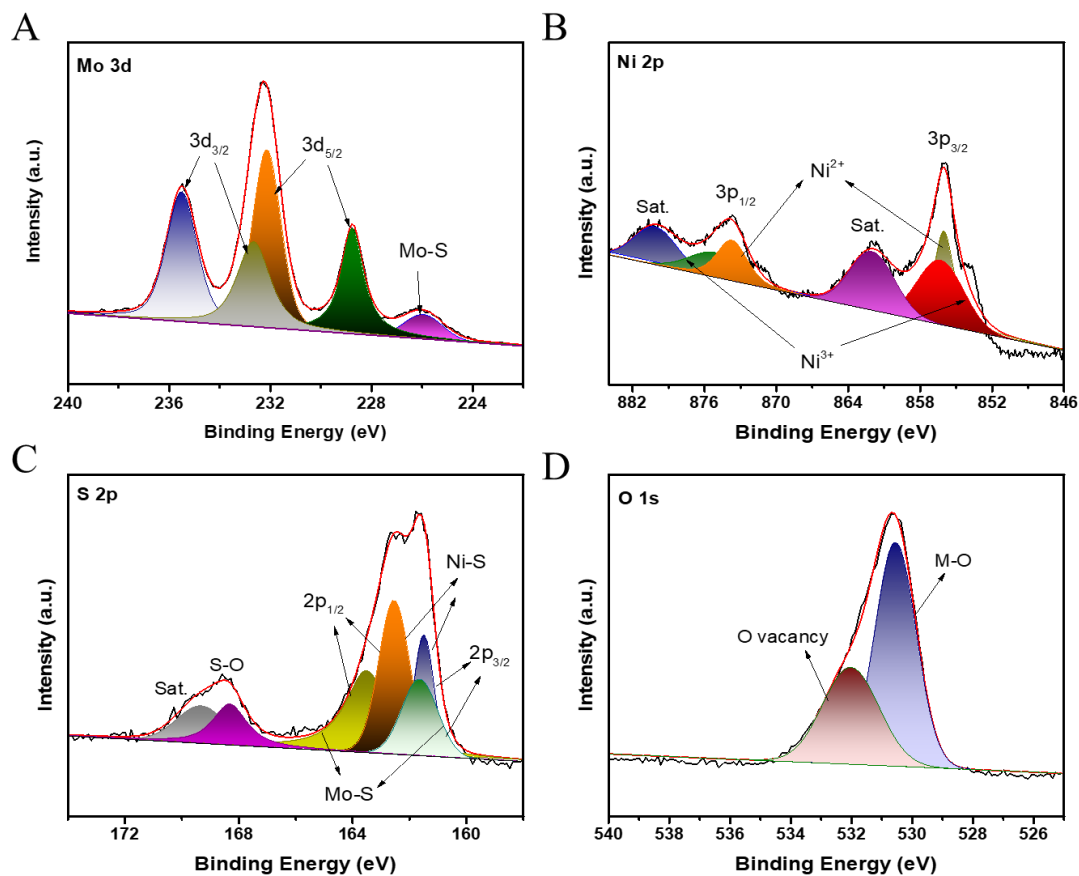 A
Mo 3d
3d3/2
3d5/2
Mo-S
Intensity (a.u.)
240 236 232 228 224
Binding Energy (eV)
B
Ni 2p
3p3/2
Ni2+
3p1/2
Sat.
Sat.
Ni3+
Intensity (a.u.)
882 876 870 864 858 852 846
Binding Energy (eV)
C
S 2p
Ni-S
2p1/2
2p3/2
S-O
Sat.
Mo-S
Intensity (a.u.)
172 168 164 160
Binding Energy (eV)
D
O 1s
M-O
O vacancy
Intensity (a.u.)
540 538 536 534 532 530 528 526
Binding Energy (eV)